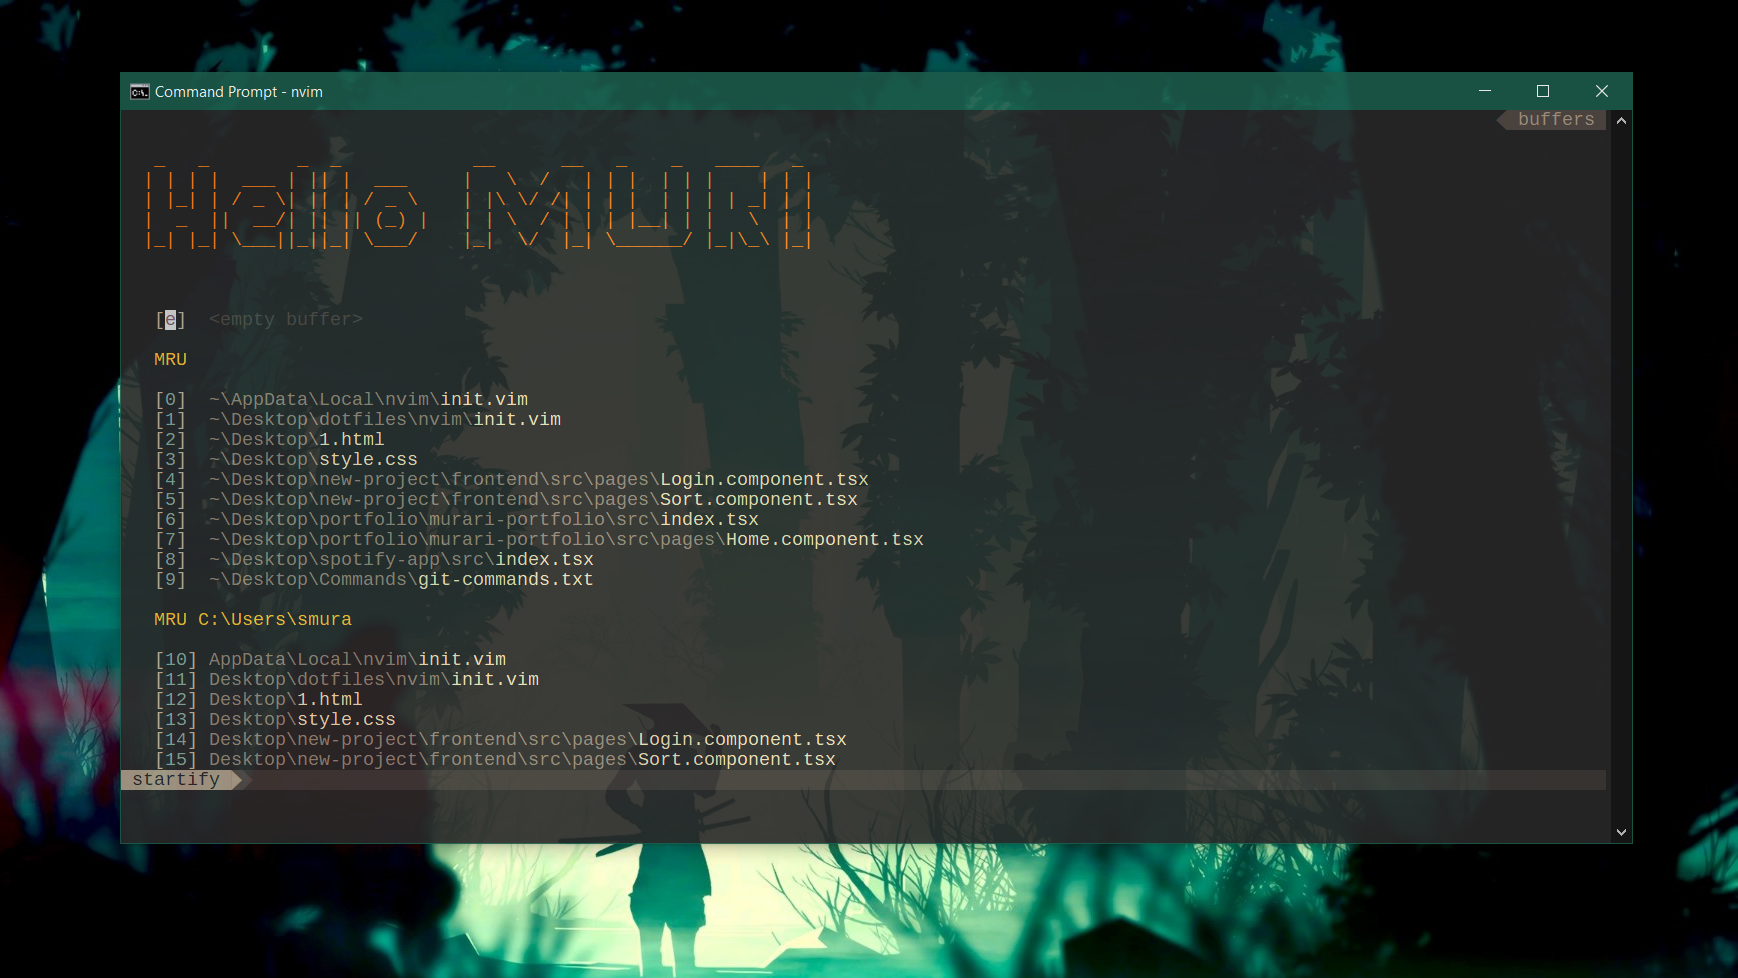 Command Prompt - nvim
buffers
Hello MURI
[e] <empty buffer>
MRU
[0] ~\AppData\Local\nvim\init.vim
[1] ~\Desktop\dotfiles\nvim\init.vim
[2] ~\Desktop\1.html
[3] ~\Desktop\style.css
[4] ~\Desktop\new-project\frontend\src\pages\Login.component.tsx
[5] ~\Desktop\new-project\frontend\src\pages\Sort.component.tsx
[6] ~\Desktop\portfolio\murari-portfolio\src\index.tsx
[7] ~\Desktop\portfolio\murari-portfolio\src\pages\Home.component.tsx
[8] ~\Desktop\spotify-app\src\index.tsx
[9] ~\Desktop\Commands\git-commands.txt
MRU C:\Users\smura
[10] AppData\Local\nvim\init.vim
[11] Desktop\dotfiles\nvim\init.vim
[12] Desktop\1.html
[13] Desktop\style.css
[14] Desktop\new-project\frontend\src\pages\Login.component.tsx
[15] Desktop\new-project\frontend\src\pages\Sort.component.tsx
startify